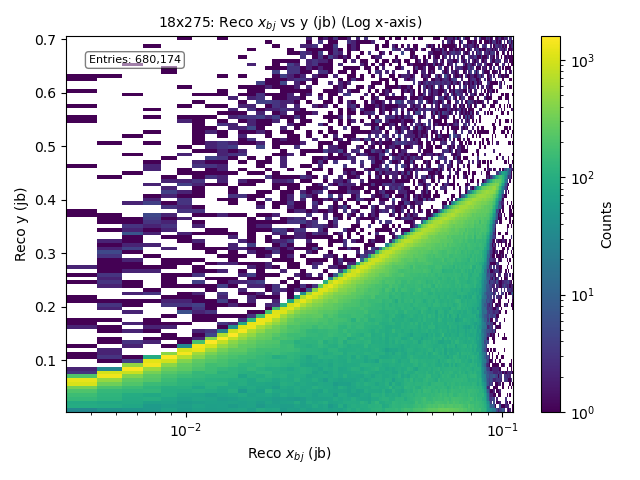 18x275: Reco x_bj vs y (jb) (Log x-axis)
Entries: 680,174
Reco y (jb)
0.7
0.6
0.5
0.4
0.3
0.2
0.1
10^-2
10^-1
Reco x_bj (jb)
10^3
10^2
10^1
10^0
Counts